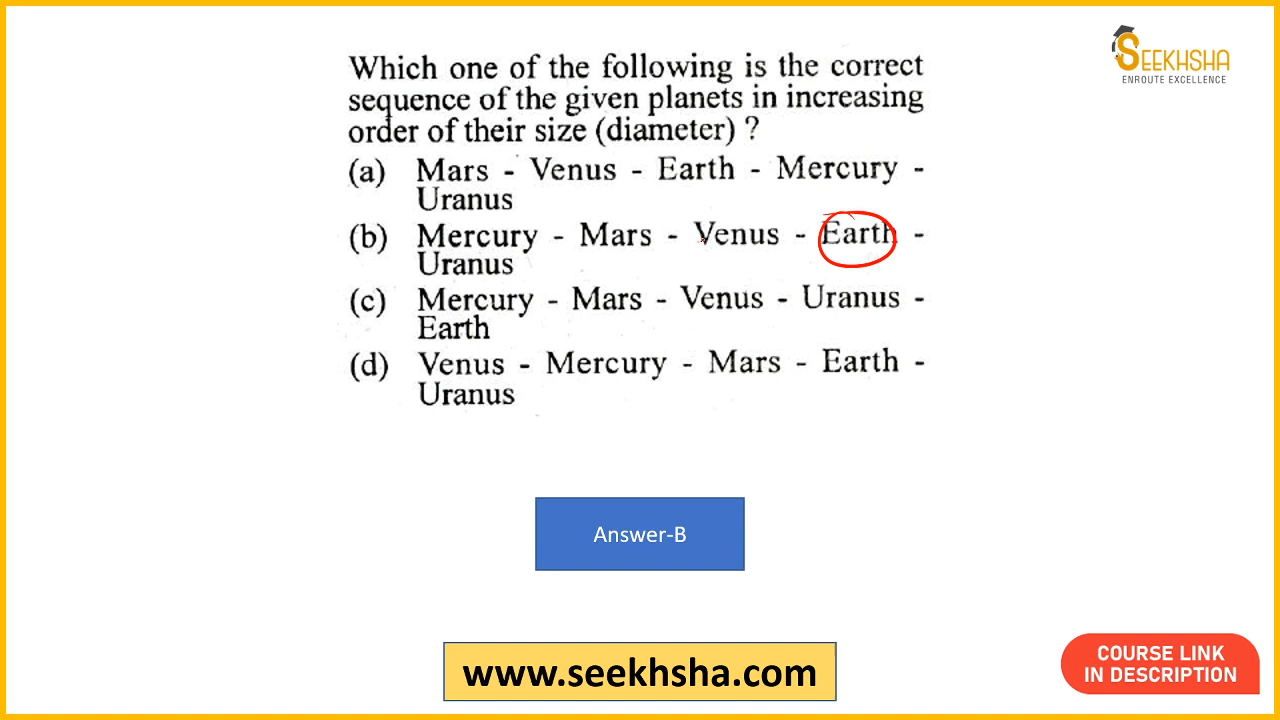 SEEKHSHA
ENROUTE EXCELLENCE
Which one of the following is the correct
sequence of the given planets in increasing
order of their size (diameter) ?
(a) Mars - Venus - Earth - Mercury -
Uranus
(b) Mercury - Mars - Venus - Earth -
Uranus
(c) Mercury - Mars - Venus - Uranus -
Earth
(d) Venus - Mercury - Mars - Earth -
Uranus
Answer-B
www.seekhsha.com
COURSE LINK
IN DESCRIPTION